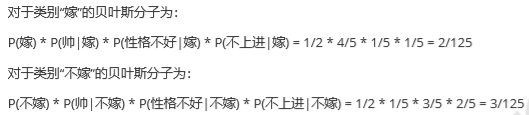 对于类别“嫁”的贝叶斯分子为：
P(嫁) * P(帅|嫁) * P(性格不好|嫁) * P(不上进|嫁) = 1/2 * 4/5 * 1/5 * 1/5 = 2/125
对于类别“不嫁”的贝叶斯分子为：
P(不嫁) * P(帅|不嫁) * P(性格不好|不嫁) * P(不上进|不嫁) = 1/2 * 1/5 * 3/5 * 2/5 = 3/125